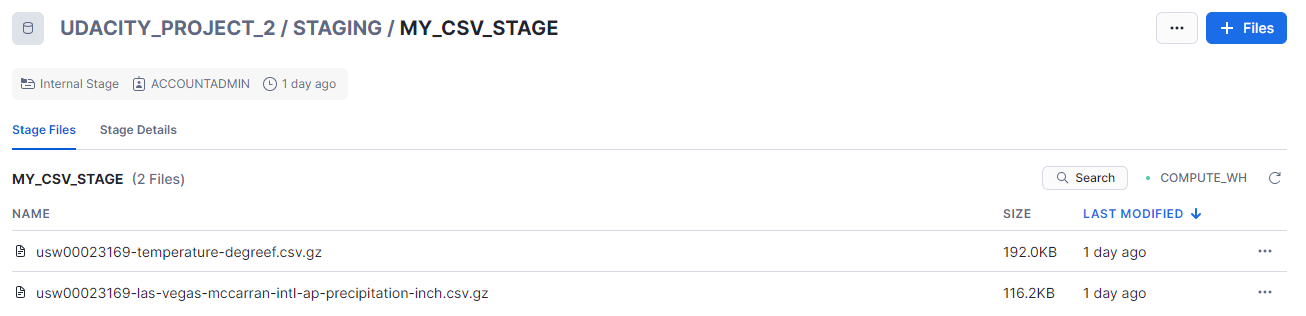 UDACITY_PROJECT_2 / STAGING / MY_CSV_STAGE
... + Files
Internal Stage ACCOUNTADMIN 1 day ago
Stage Files Stage Details
MY_CSV_STAGE (2 Files) Search COMPUTE_WH
NAME SIZE LAST MODIFIED
usw00023169-temperature-degreef.csv.gz 192.0KB 1 day ago ...
usw00023169-las-vegas-mccarran-intl-ap-precipitation-inch.csv.gz 116.2KB 1 day ago ...